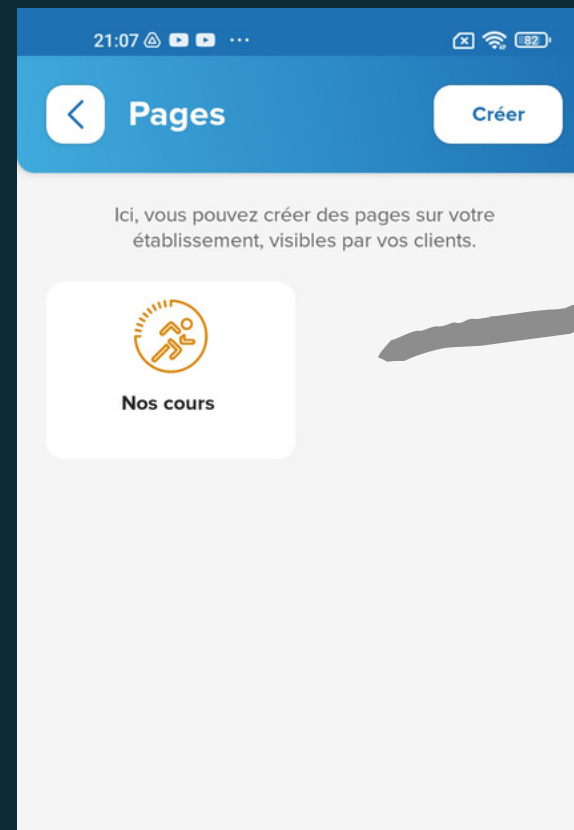 21:07
82
Pages
Créer
Ici, vous pouvez créer des pages sur votre
établissement, visibles par vos clients.
Nos cours